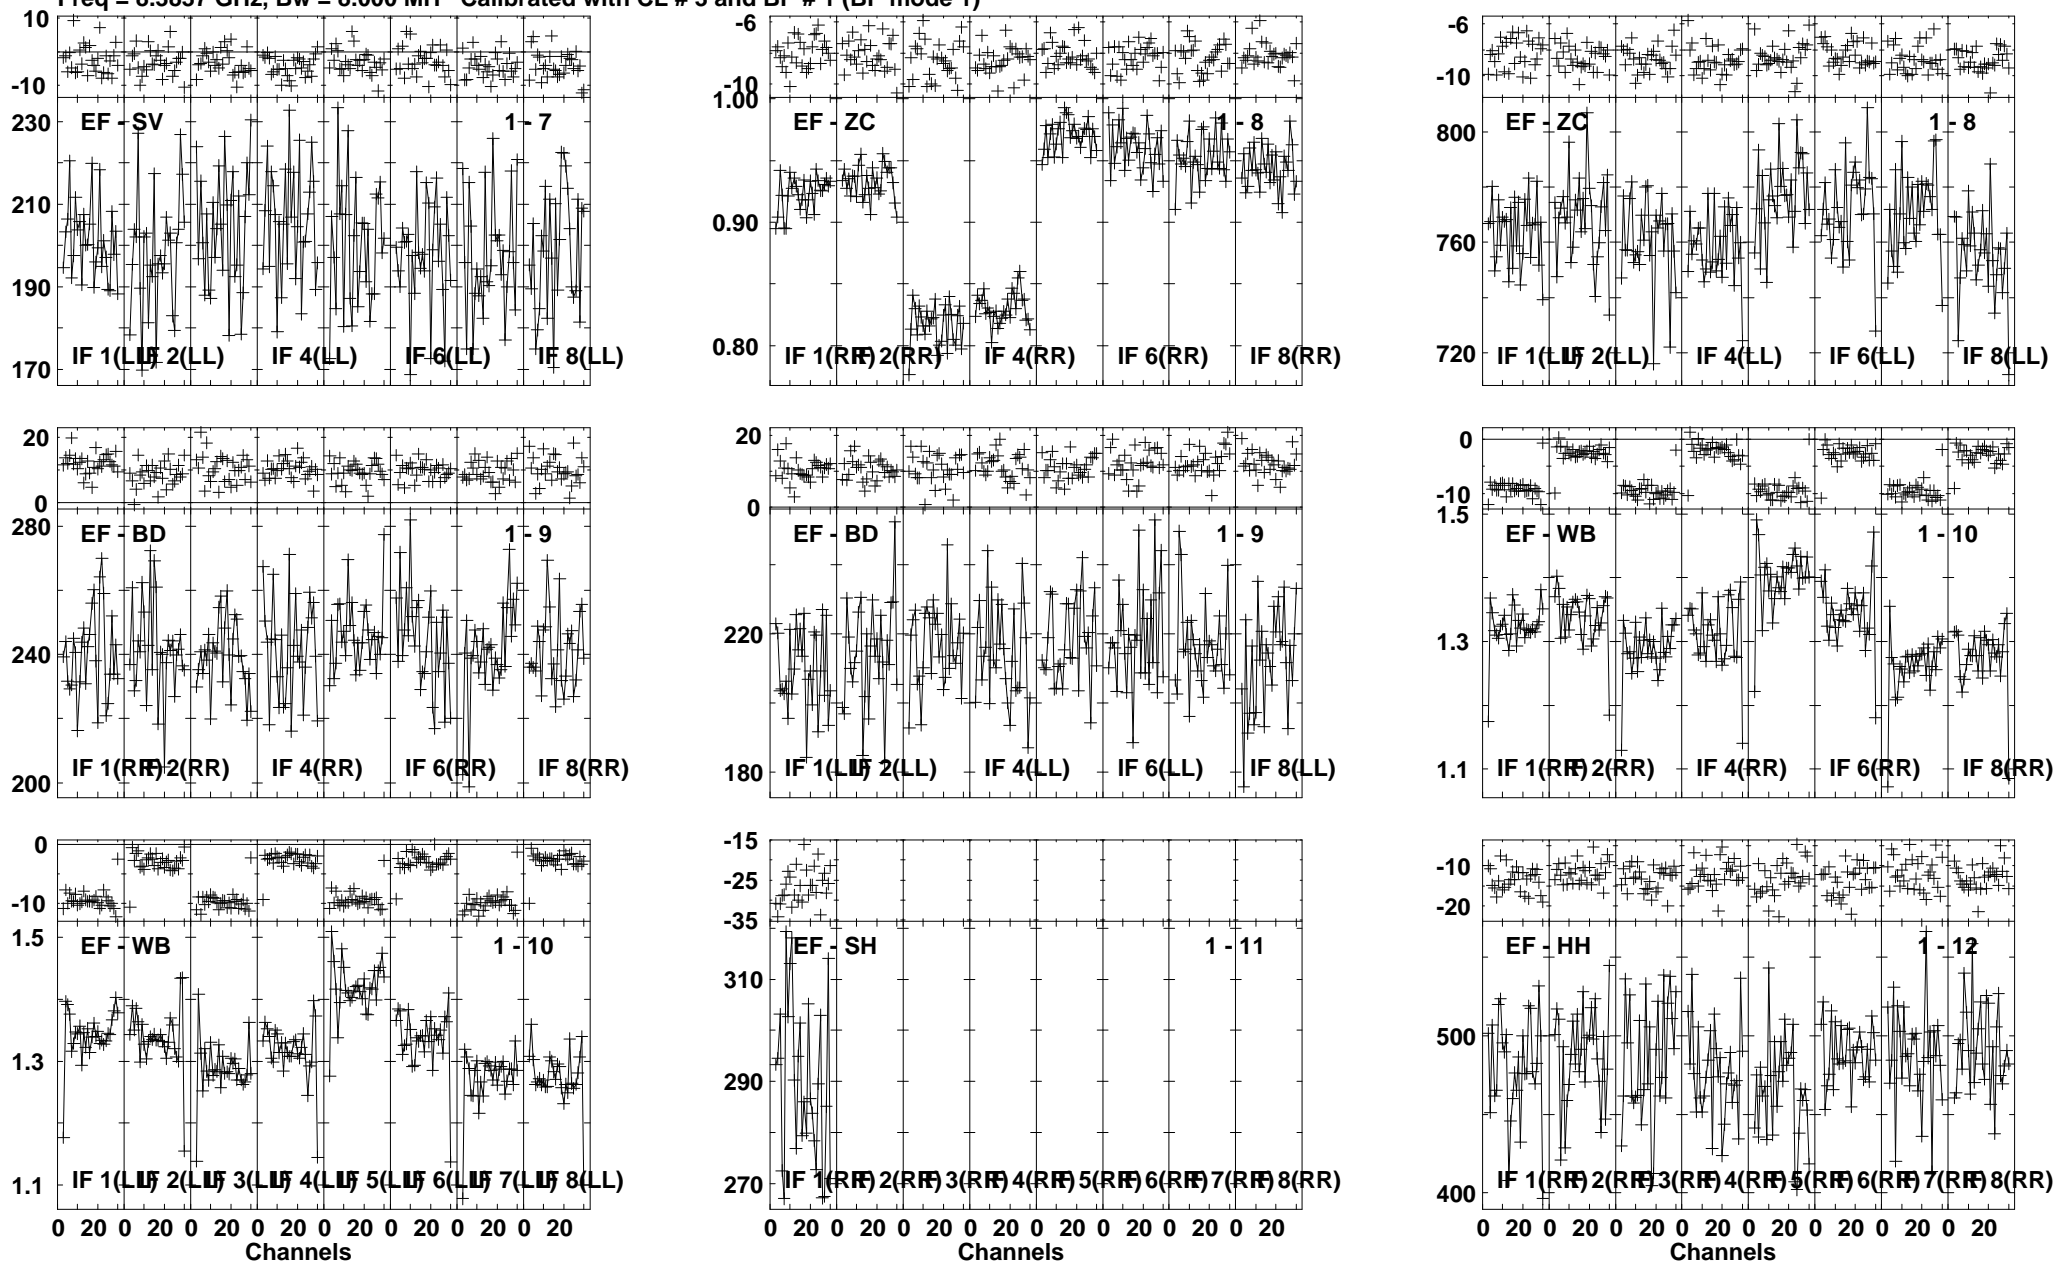 Calibrated with CL # 3 and BP # 1 (BP mode 1)
10
-10
230
210
190
170
EF - SV
1 - 7
IF 1(LL) IF 2(LL) IF 4(LL) IF 6(LL) IF 8(LL)
-6
-10
1.00
0.90
0.80
EF - ZC
1 - 8
IF 1(RR) IF 2(RR) IF 4(RR) IF 6(RR) IF 8(RR)
-6
-10
800
760
720
EF - ZC
1 - 8
IF 1(LL) IF 2(LL) IF 4(LL) IF 6(LL) IF 8(LL)
20
0
280
240
200
EF - BD
1 - 9
IF 1(RR) IF 2(RR) IF 4(RR) IF 6(RR) IF 8(RR)
20
10
0
220
180
EF - BD
1 - 9
IF 1(LL) IF 2(LL) IF 4(LL) IF 6(LL) IF 8(LL)
0
-10
1.5
1.3
1.1
EF - WB
1 - 10
IF 1(RR) IF 2(RR) IF 4(RR) IF 6(RR) IF 8(RR)
0
-10
1.5
1.3
1.1
EF - WB
1 - 10
IF 1(LL) IF 2(LL) IF 3(LL) IF 4(LL) IF 5(LL) IF 6(LL) IF 7(LL) IF 8(LL)
0 20 0 20 0 20 0 20 0 20 0 20 0 20 0 20
Channels
-15
-25
-35
310
290
270
EF - SH
1 - 11
IF 1(RR) IF 2(RR) IF 3(RR) IF 4(RR) IF 5(RR) IF 6(RR) IF 7(RR) IF 8(RR)
0 20 0 20 0 20 0 20 0 20 0 20 0 20 0 20
Channels
-10
-20
500
400
EF - HH
1 - 12
IF 1(RR) IF 2(RR) IF 3(RR) IF 4(RR) IF 5(RR) IF 6(RR) IF 7(RR) IF 8(RR)
0 20 0 20 0 20 0 20 0 20 0 20 0 20 0 20
Channels